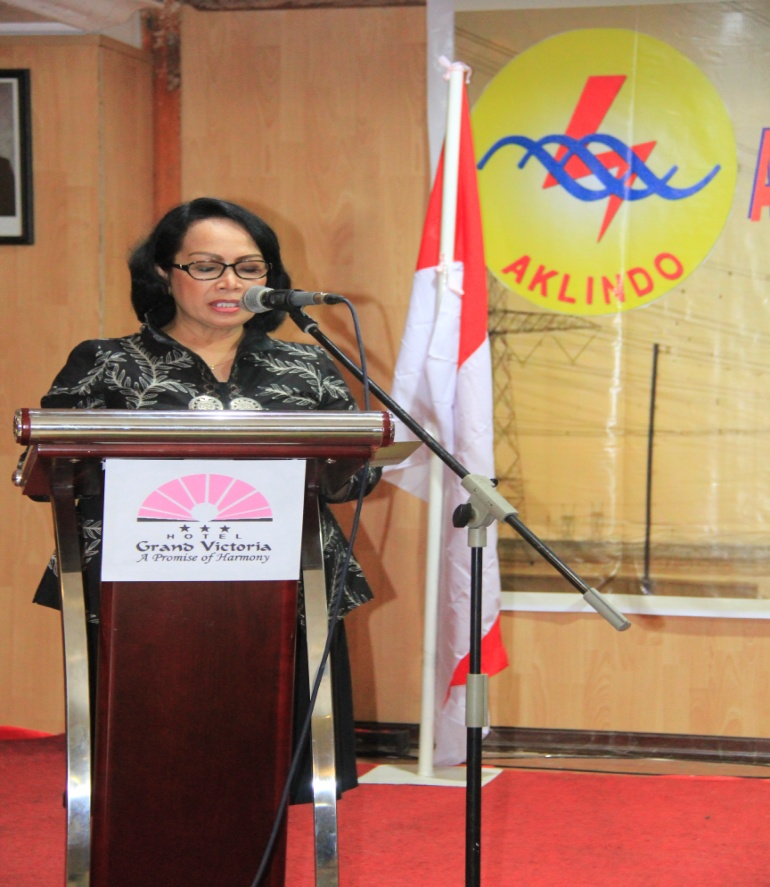 AKLINDO
A
HOTEL
Grand Victoria
A Promise of Harmony